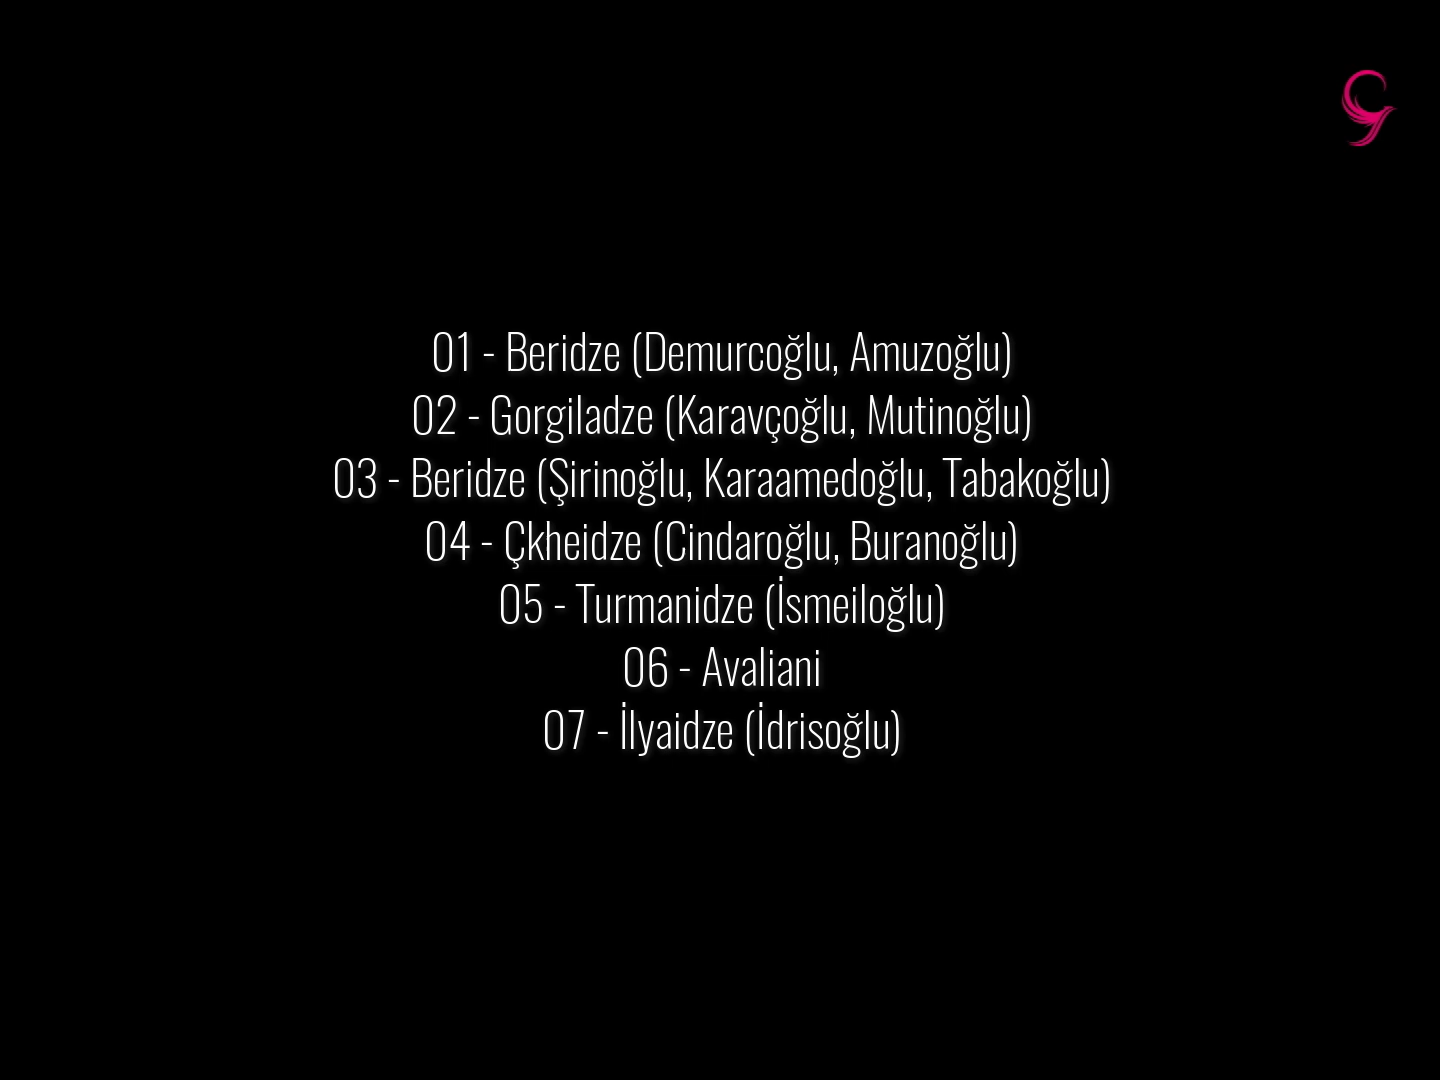 01 - Beridze (Demurcoğlu, Amuzoğlu)
02 - Gorgiladze (Karavçoğlu, Mutinoğlu)
03 - Beridze (Şirinoğlu, Karaamedoğlu, Tabakoğlu)
04 - Çkheidze (Cindaroğlu, Buranoğlu)
05 - Turmanidze (İsmeiloğlu)
06 - Avaliani
07 - İlyaidze (İdrisoğlu)